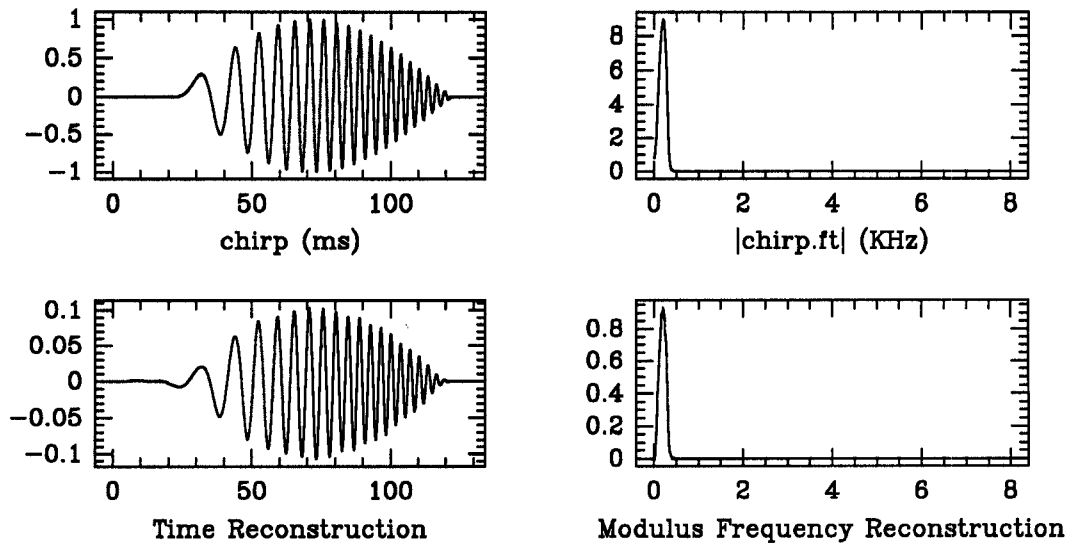 1
0.5
0
−0.5
−1
0 50 100
chirp (ms)
8
6
4
2
0
0 2 4 6 8
|chirp.ft| (KHz)
0.1
0.05
0
−0.05
−0.1
0 50 100
Time Reconstruction
0.8
0.6
0.4
0.2
0
0 2 4 6 8
Modulus Frequency Reconstruction